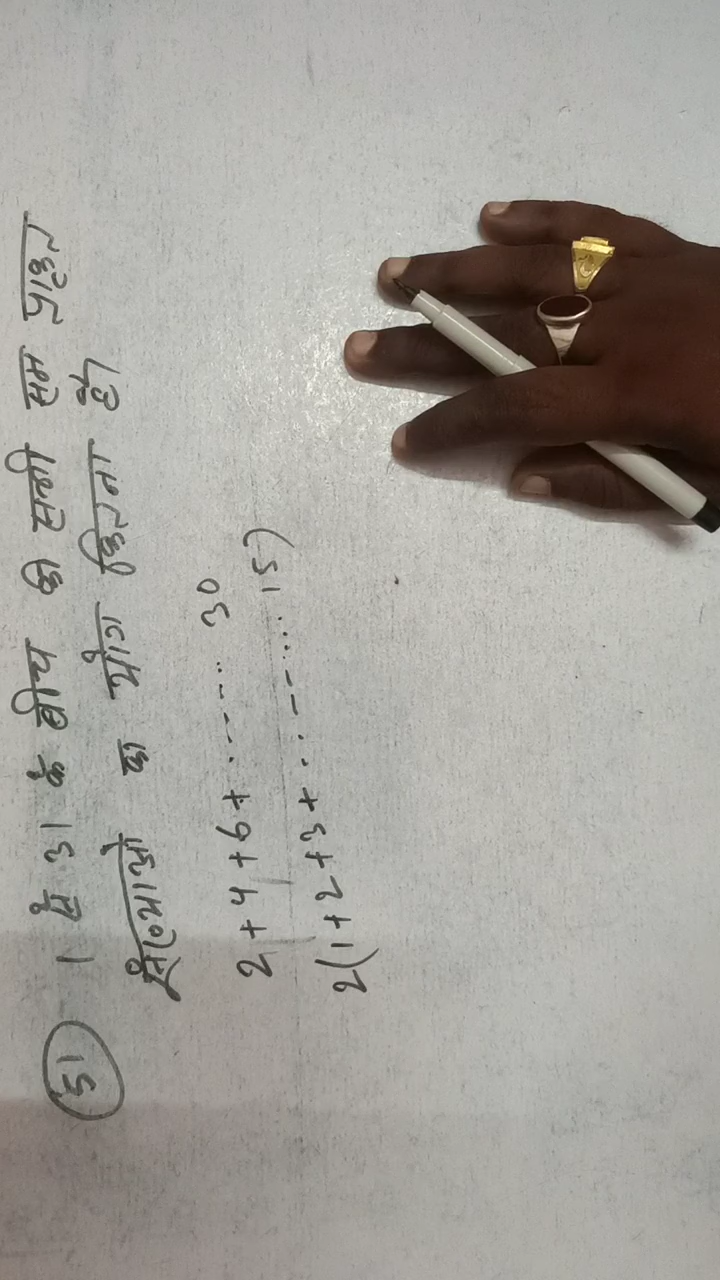 51 1 से 31 के बीच की सभी सम प्राकृत
संख्याओ का योग कितना है।
2+4+6+.----.. 30
2(1+2+3+..-----... 15)